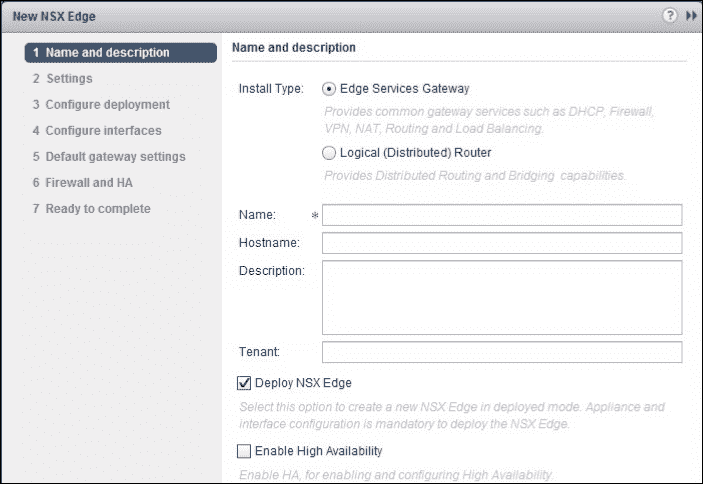 New NSX Edge
?
1 Name and description
2 Settings
3 Configure deployment
4 Configure interfaces
5 Default gateway settings
6 Firewall and HA
7 Ready to complete
Name and description
Install Type:
Edge Services Gateway
Provides common gateway services such as DHCP, Firewall,
VPN, NAT, Routing and Load Balancing.
Logical (Distributed) Router
Provides Distributed Routing and Bridging capabilities.
Name: *
Hostname:
Description:
Tenant:
Deploy NSX Edge
Select this option to create a new NSX Edge in deployed mode. Appliance and
interface configuration is mandatory to deploy the NSX Edge.
Enable High Availability
Enable HA, for enabling and configuring High Availability.